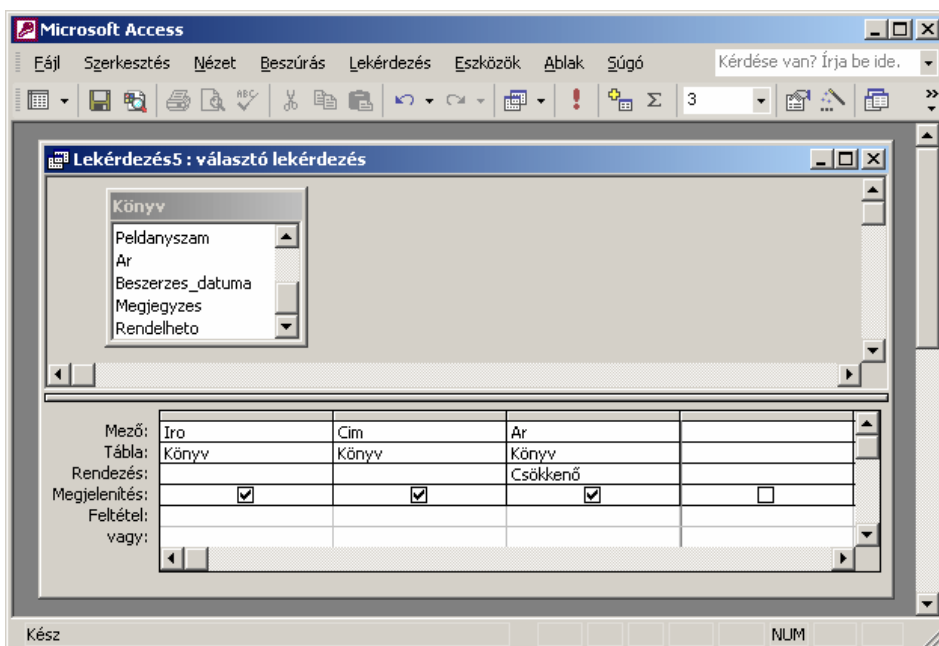 Microsoft Access
Fájl Szerkesztés Nézet Beszúrás Lekérdezés Eszközök Ablak Súgó Kérdése van? Írja be ide.
ABC Σ 3 »
Lekérdezés5 : választó lekérdezés
Könyv
Peldanyszam
Ar
Beszerzes_datuma
Megjegyzes
Rendelheto
Mező: Iro Cim Ar
Tábla: Könyv Könyv Könyv
Rendezés: Csökkenő
Megjelenítés:
Feltétel:
vagy:
Kész NUM